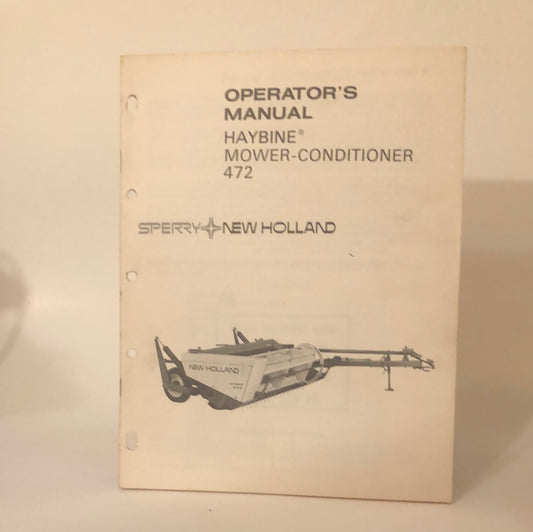 OPERATOR'S
MANUAL
HAYBINE®
MOWER-CONDITIONER
472
SPERRY NEW HOLLAND
NEW HOLLAND